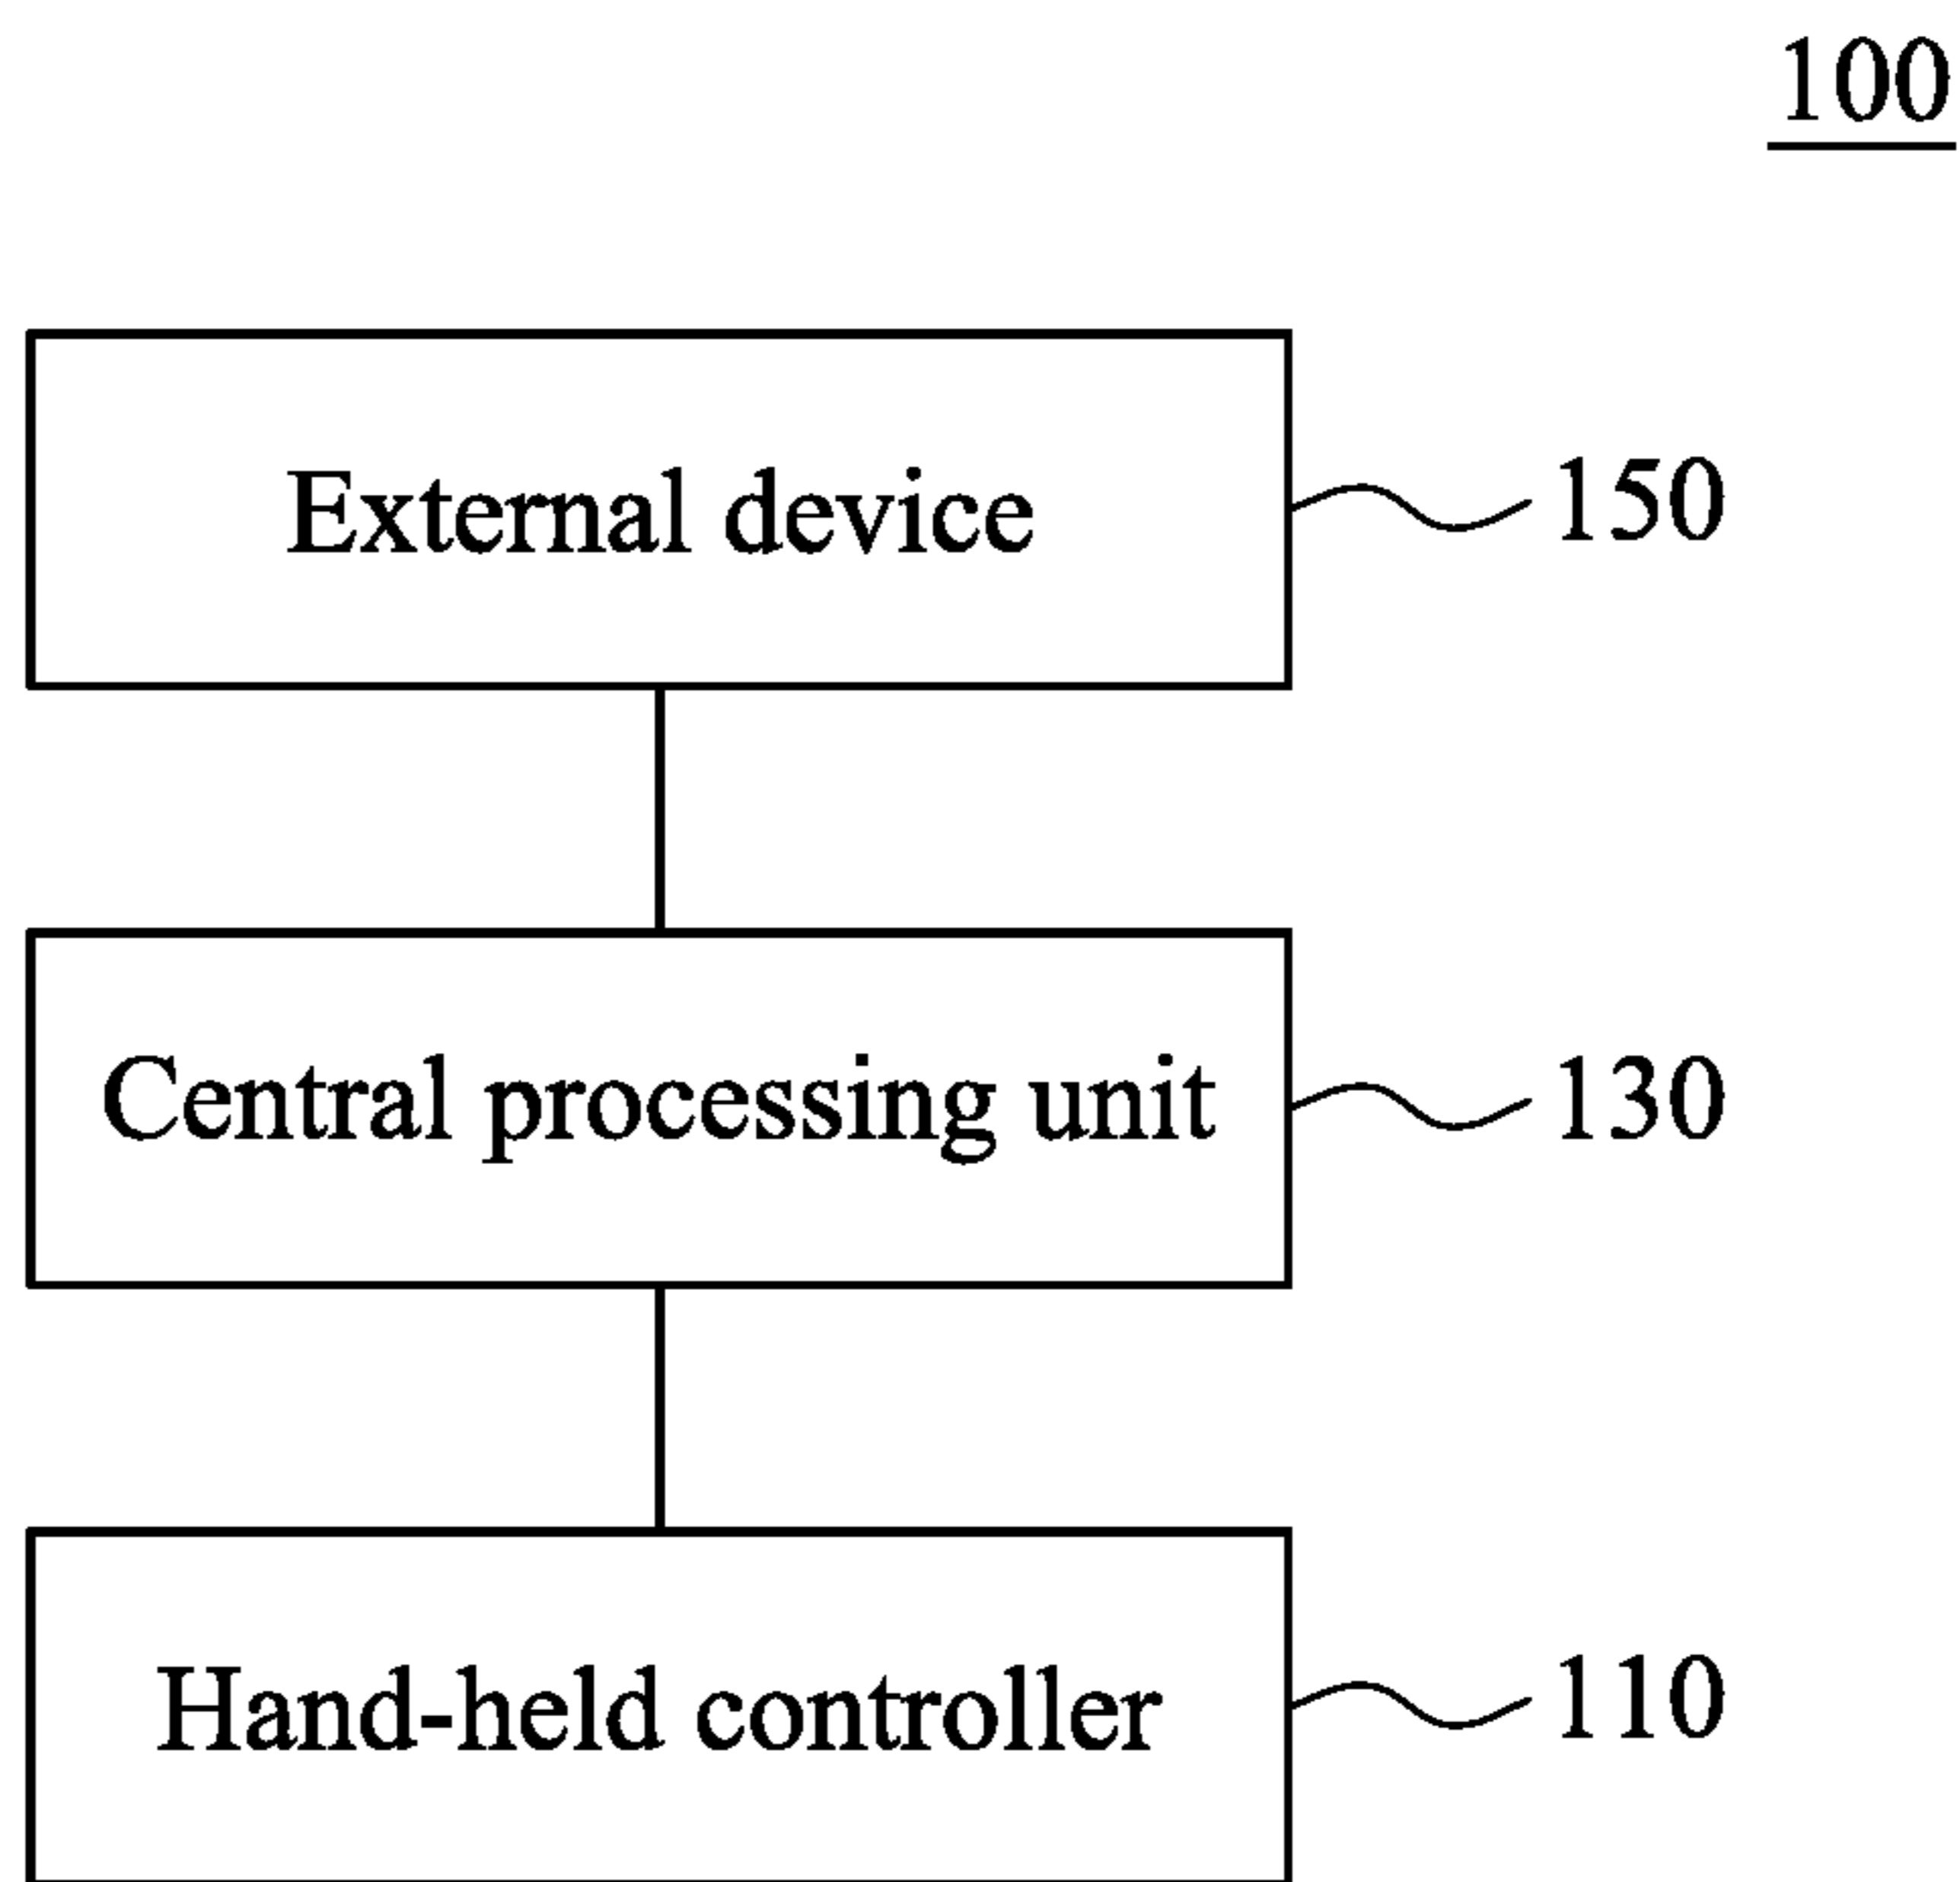 100
External device 150
Central processing unit 130
Hand-held controller 110